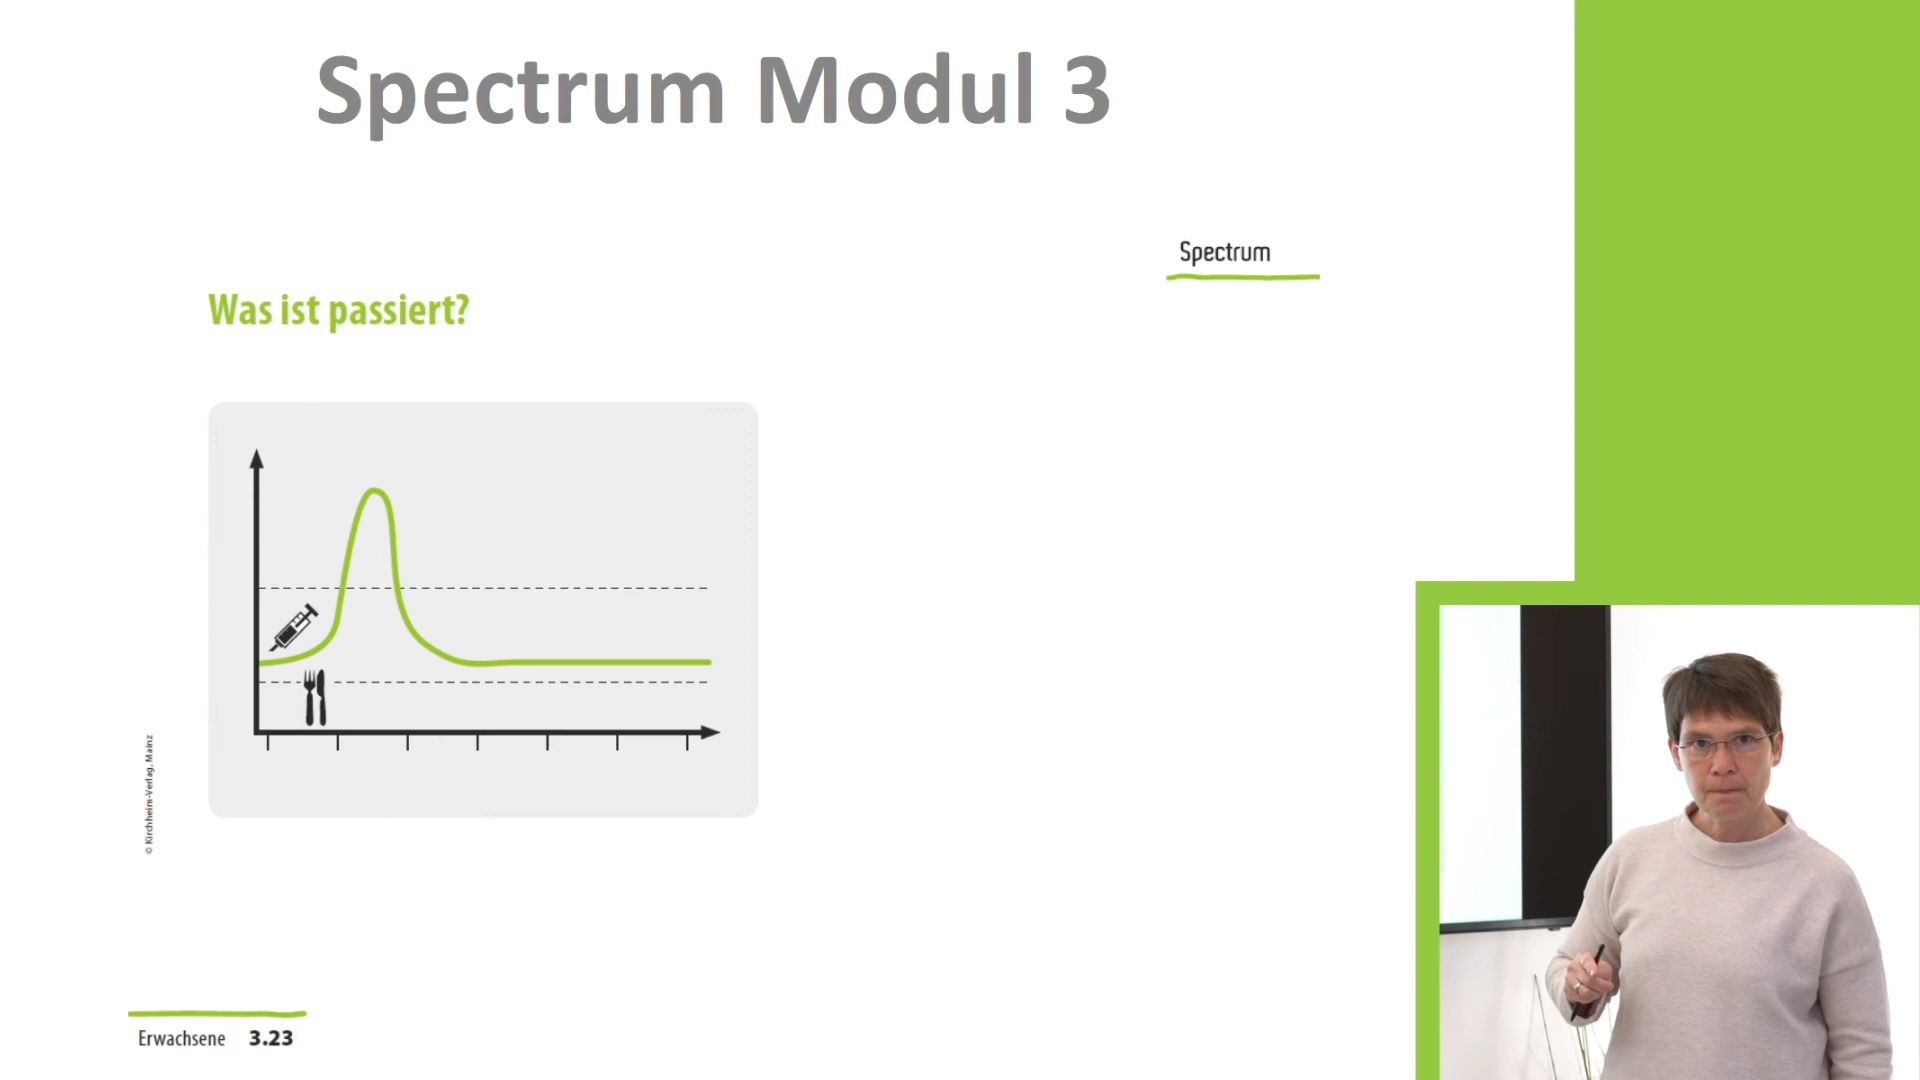 Spectrum Modul 3
Spectrum
Was ist passiert?
© Kirchheim-Verlag, Mainz
Erwachsene 3.23